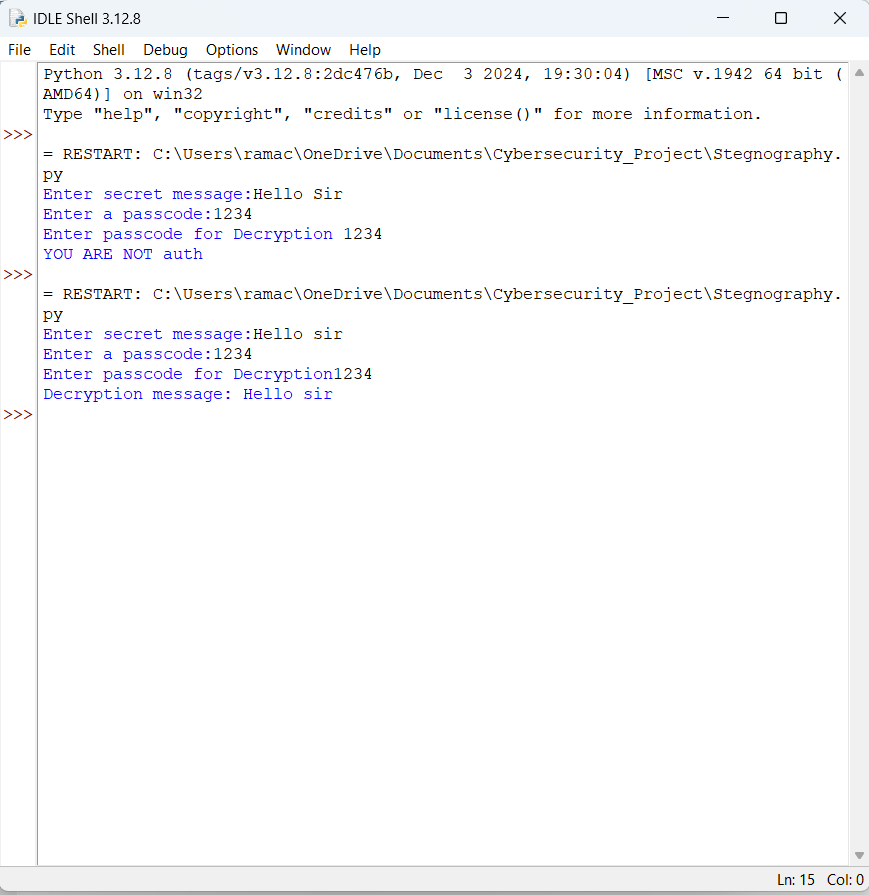 IDLE Shell 3.12.8
File Edit Shell Debug Options Window Help
Python 3.12.8 (tags/v3.12.8:2dc476b, Dec  3 2024, 19:30:04) [MSC v.1942 64 bit (
AMD64)] on win32
Type "help", "copyright", "credits" or "license()" for more information.
>>>
= RESTART: C:\Users\ramac\OneDrive\Documents\Cybersecurity_Project\Stegnography.
py
Enter secret message:Hello Sir
Enter a passcode:1234
Enter passcode for Decryption 1234
YOU ARE NOT auth
>>>
= RESTART: C:\Users\ramac\OneDrive\Documents\Cybersecurity_Project\Stegnography.
py
Enter secret message:Hello sir
Enter a passcode:1234
Enter passcode for Decryption1234
Decryption message: Hello sir
>>>
Ln: 15 Col: 0